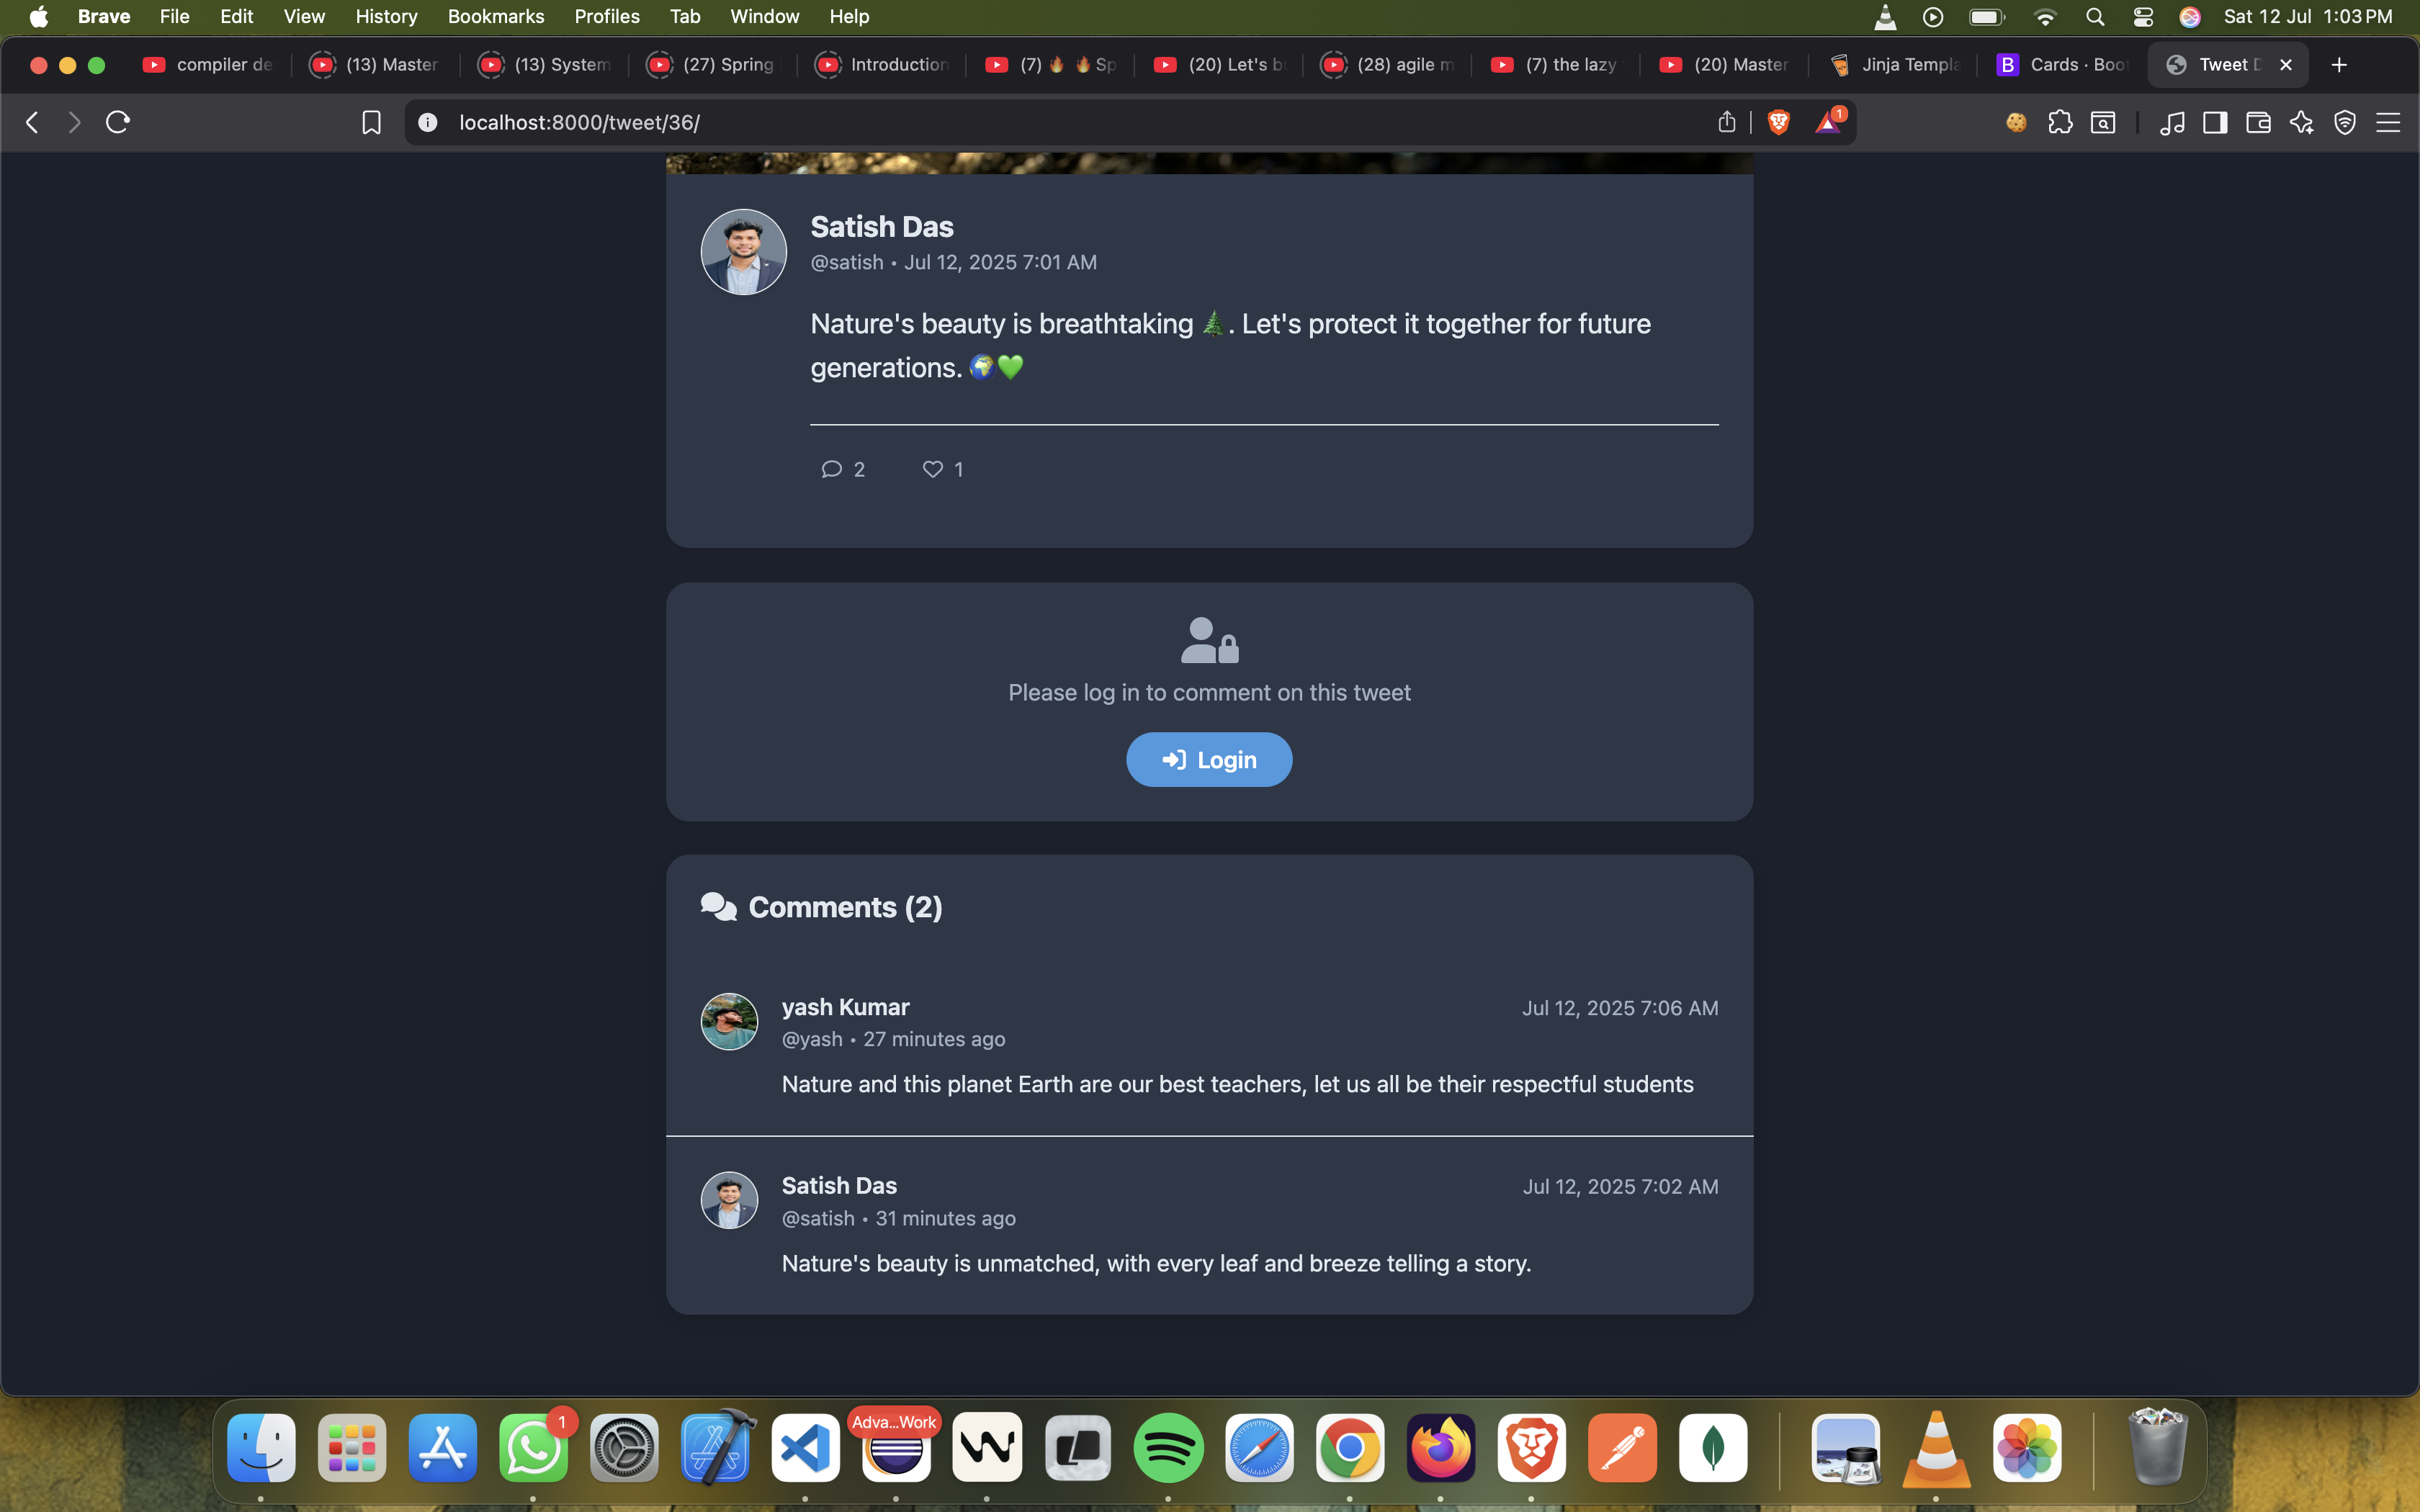 Brave File Edit View History Bookmarks Profiles Tab Window Help Sat 12 Jul 1:03 PM
compiler de (13) Master (13) System (27) Spring Introduction (7) 🔥 🔥 Sp (20) Let's b (28) agile m (7) the lazy (20) Master Jinja Templa B Cards · Boo Tweet D
localhost:8000/tweet/36/ 1
Satish Das
@satish • Jul 12, 2025 7:01 AM
Nature's beauty is breathtaking 🌲. Let's protect it together for future
generations. 🌍💚
2 1
Please log in to comment on this tweet
Login
Comments (2)
yash Kumar Jul 12, 2025 7:06 AM
@yash • 27 minutes ago
Nature and this planet Earth are our best teachers, let us all be their respectful students
Satish Das Jul 12, 2025 7:02 AM
@satish • 31 minutes ago
Nature's beauty is unmatched, with every leaf and breeze telling a story.
1 Adva...Work